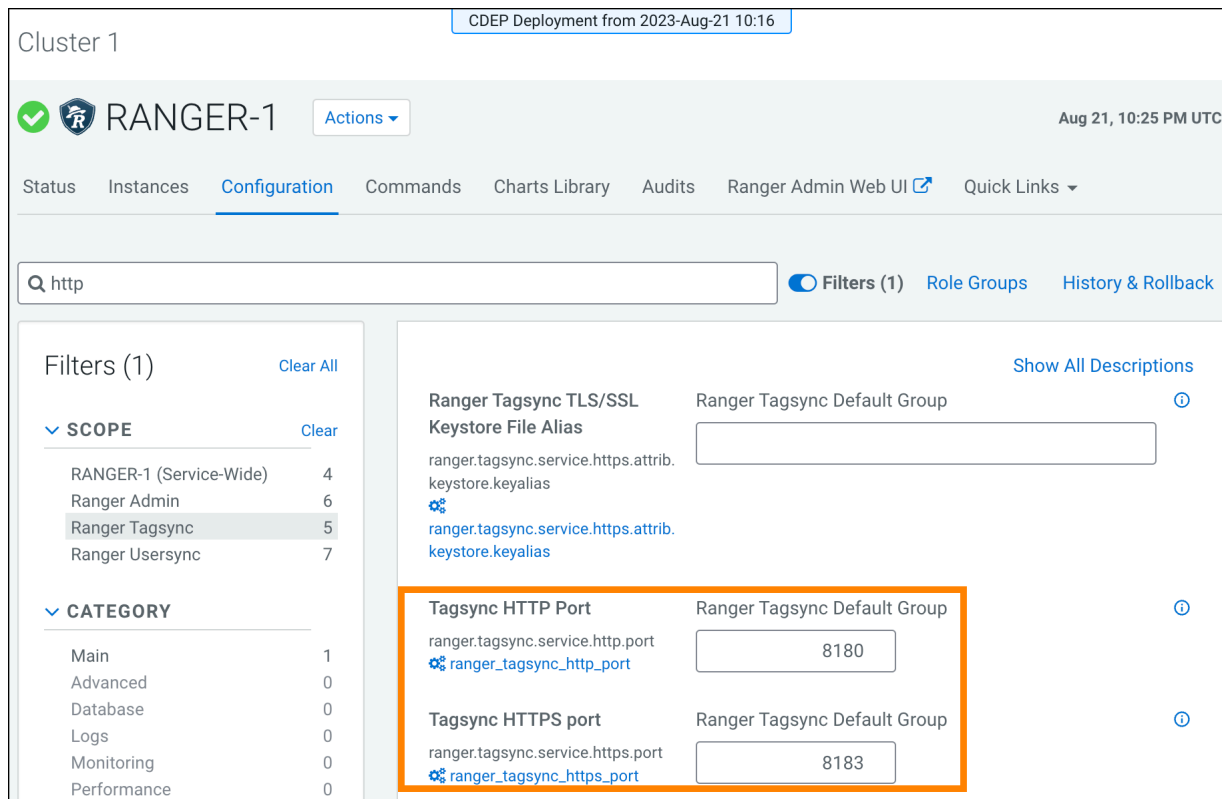 CDEP Deployment from 2023-Aug-21 10:16
Cluster 1
RANGER-1 Actions
Aug 21, 10:25 PM UTC
Status Instances Configuration Commands Charts Library Audits Ranger Admin Web UI Quick Links
http
Filters (1) Role Groups History & Rollback
Filters (1) Clear All
SCOPE Clear
RANGER-1 (Service-Wide) 4
Ranger Admin 6
Ranger Tagsync 5
Ranger Usersync 7
CATEGORY
Main 1
Advanced 0
Database 0
Logs 0
Monitoring 0
Performance 0
Show All Descriptions
Ranger Tagsync TLS/SSL
Keystore File Alias
Ranger Tagsync Default Group
ranger.tagsync.service.https.attrib.
keystore.keyalias
ranger.tagsync.service.https.attrib.
keystore.keyalias
Tagsync HTTP Port
Ranger Tagsync Default Group
ranger.tagsync.service.http.port
ranger_tagsync_http_port
8180
Tagsync HTTPS port
Ranger Tagsync Default Group
ranger.tagsync.service.https.port
ranger_tagsync_https_port
8183